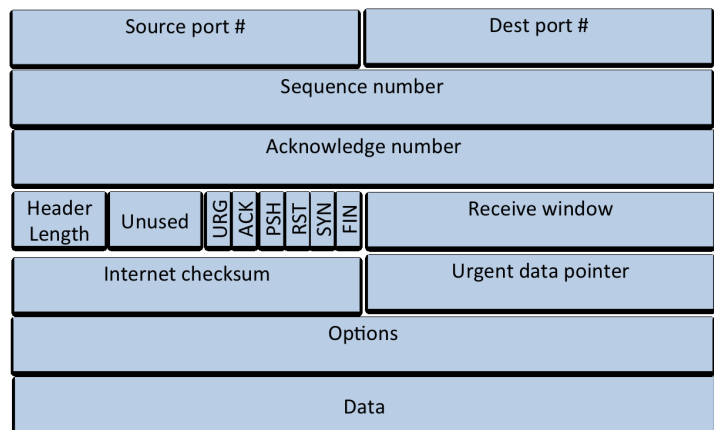 Source port #
Dest port #
Sequence number
Acknowledge number
Header
Length
Unused
URG
ACK
PSH
RST
SYN
FIN
Receive window
Internet checksum
Urgent data pointer
Options
Data